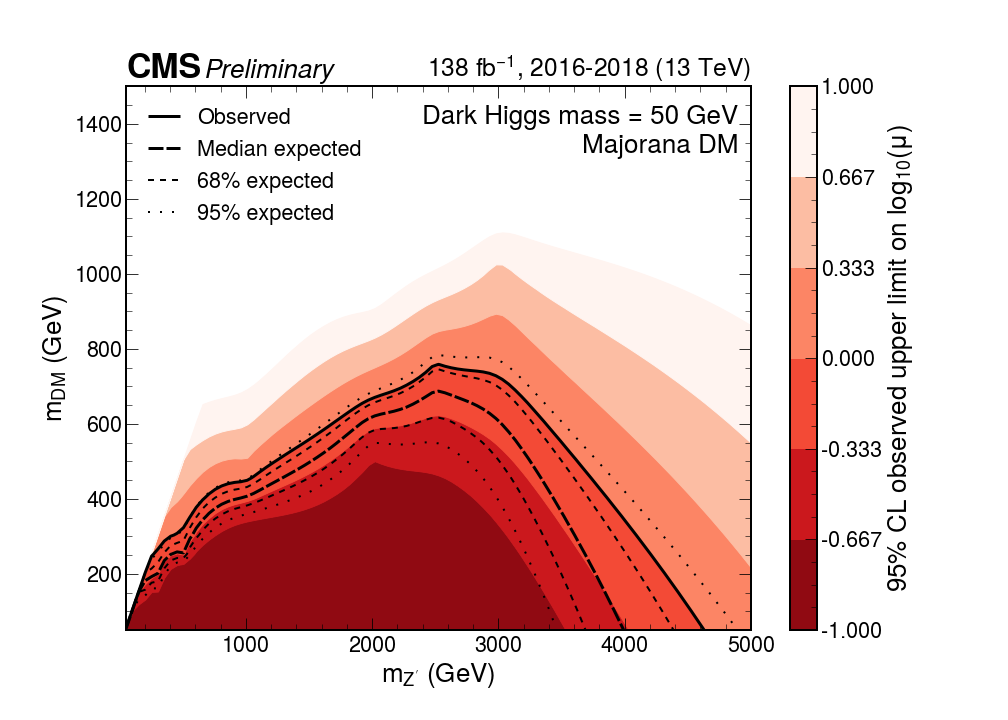 CMS Preliminary
138 fb⁻¹, 2016-2018 (13 TeV)
Observed
Median expected
68% expected
95% expected
Dark Higgs mass = 50 GeV
Majorana DM
1400
1200
1000
800
600
400
200
m_DM (GeV)
1000
2000
3000
4000
5000
m_Z′ (GeV)
1.000
0.667
0.333
0.000
-0.333
-0.667
-1.000
95% CL observed upper limit on log₁₀(μ)